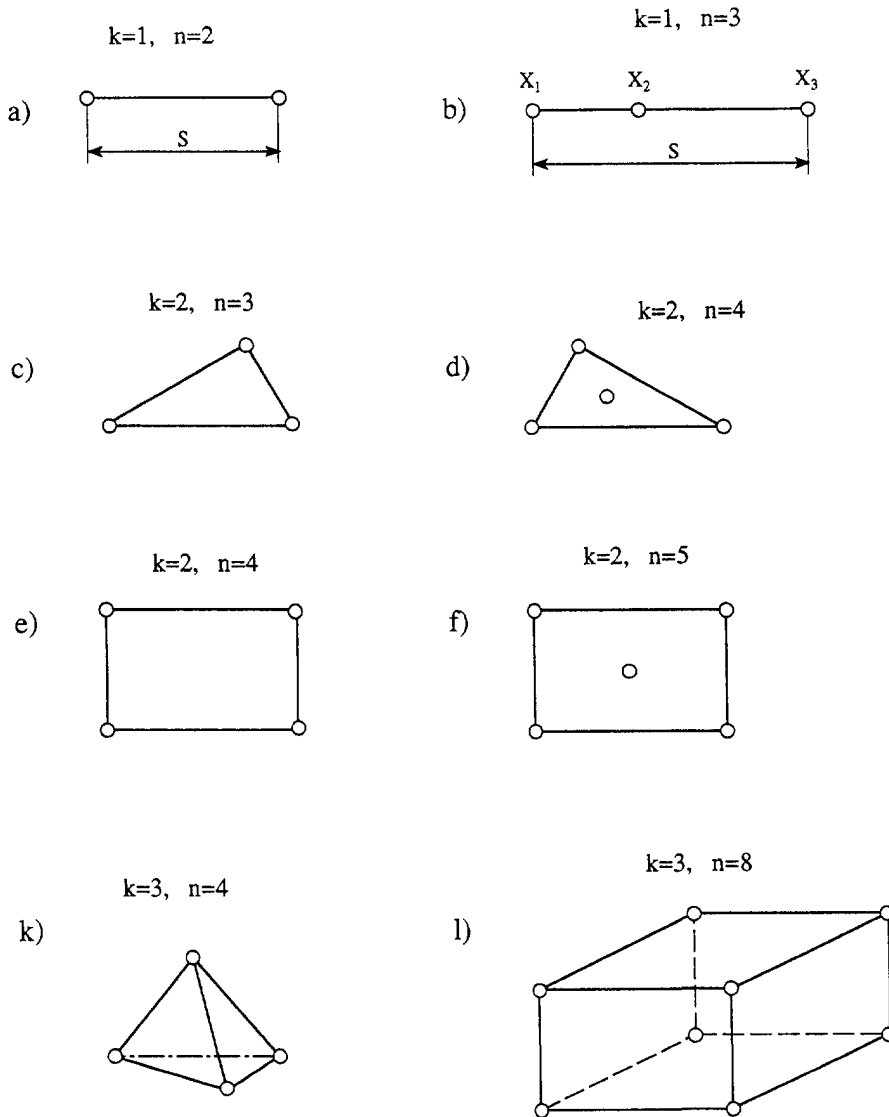 k=1, n=2
a)
S
k=1, n=3
b)
X₁ X₂ X₃
S
k=2, n=3
c)
k=2, n=4
d)
k=2, n=4
e)
k=2, n=5
f)
k=3, n=4
k)
k=3, n=8
l)